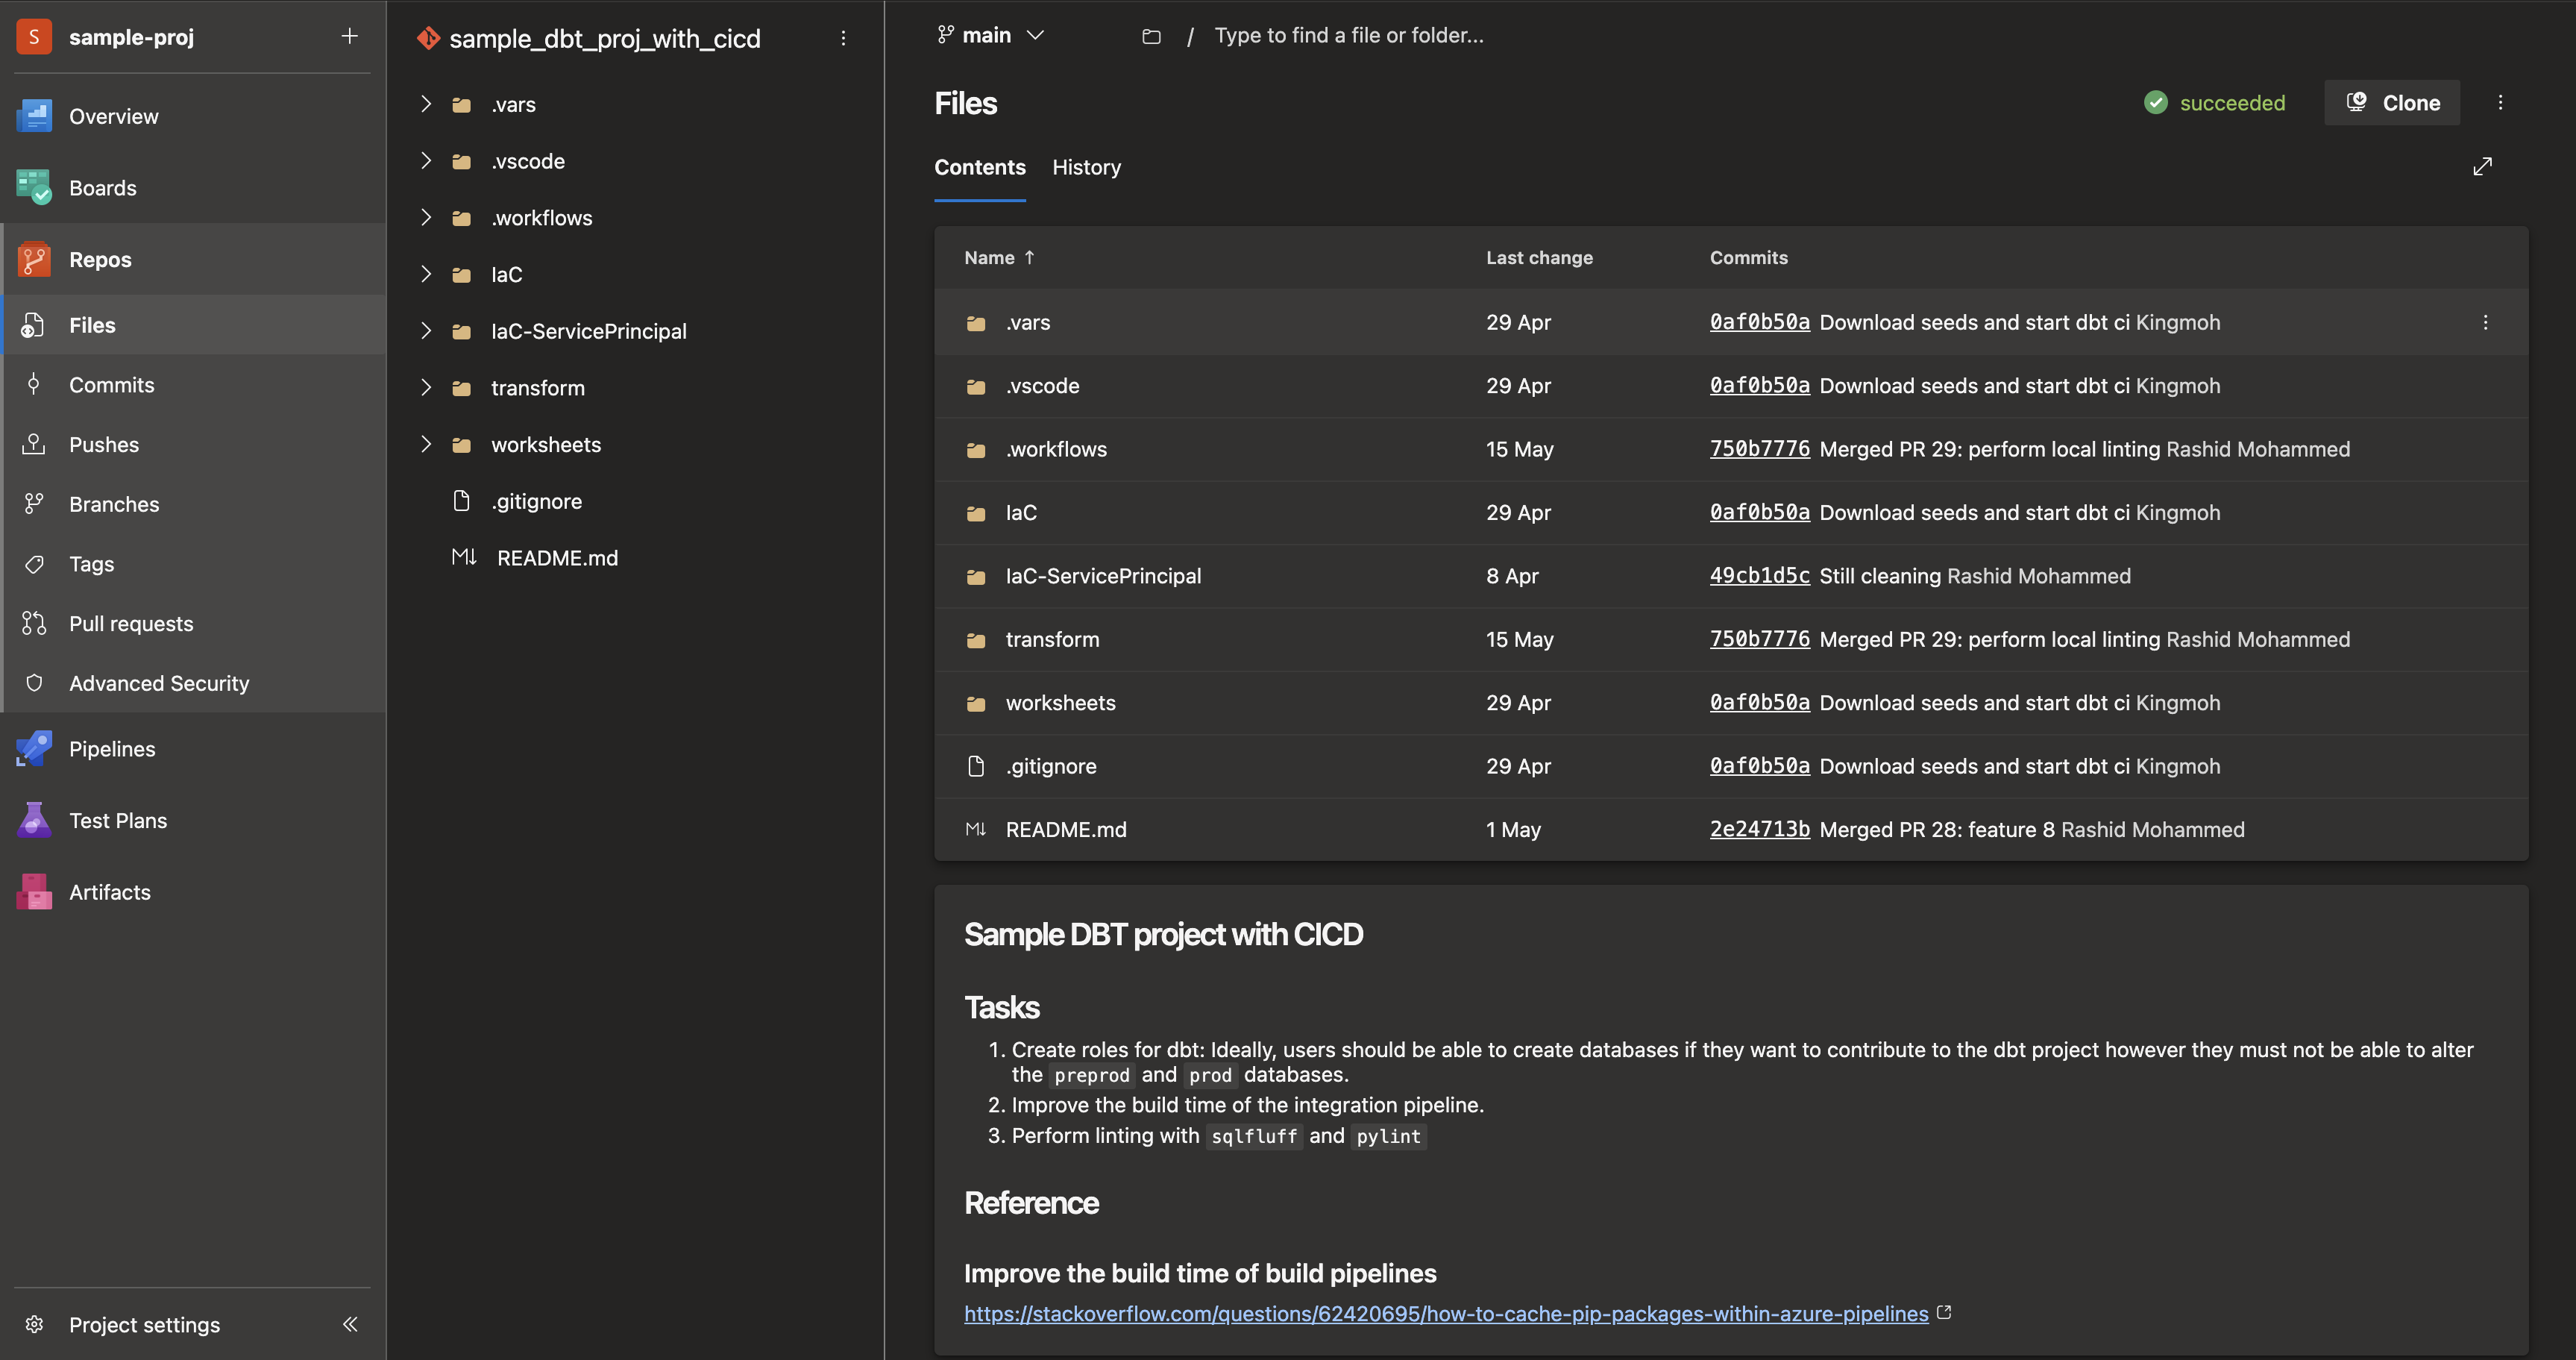 S sample-proj
Overview
Boards
Repos
Files
Commits
Pushes
Branches
Tags
Pull requests
Advanced Security
Pipelines
Test Plans
Artifacts
Project settings
sample_dbt_proj_with_cicd
.vars
.vscode
.workflows
IaC
IaC-ServicePrincipal
transform
worksheets
.gitignore
README.md
main / Type to find a file or folder...
Files succeeded Clone
Contents History
Name ↑ Last change Commits
.vars 29 Apr 0af0b50a Download seeds and start dbt ci Kingmoh
.vscode 29 Apr 0af0b50a Download seeds and start dbt ci Kingmoh
.workflows 15 May 750b7776 Merged PR 29: perform local linting Rashid Mohammed
IaC 29 Apr 0af0b50a Download seeds and start dbt ci Kingmoh
IaC-ServicePrincipal 8 Apr 49cb1d5c Still cleaning Rashid Mohammed
transform 15 May 750b7776 Merged PR 29: perform local linting Rashid Mohammed
worksheets 29 Apr 0af0b50a Download seeds and start dbt ci Kingmoh
.gitignore 29 Apr 0af0b50a Download seeds and start dbt ci Kingmoh
README.md 1 May 2e24713b Merged PR 28: feature 8 Rashid Mohammed
Sample DBT project with CICD
Tasks
1. Create roles for dbt: Ideally, users should be able to create databases if they want to contribute to the dbt project however they must not be able to alter
the preprod and prod databases.
2. Improve the build time of the integration pipeline.
3. Perform linting with sqlfluff and pylint
Reference
Improve the build time of build pipelines
https://stackoverflow.com/questions/62420695/how-to-cache-pip-packages-within-azure-pipelines